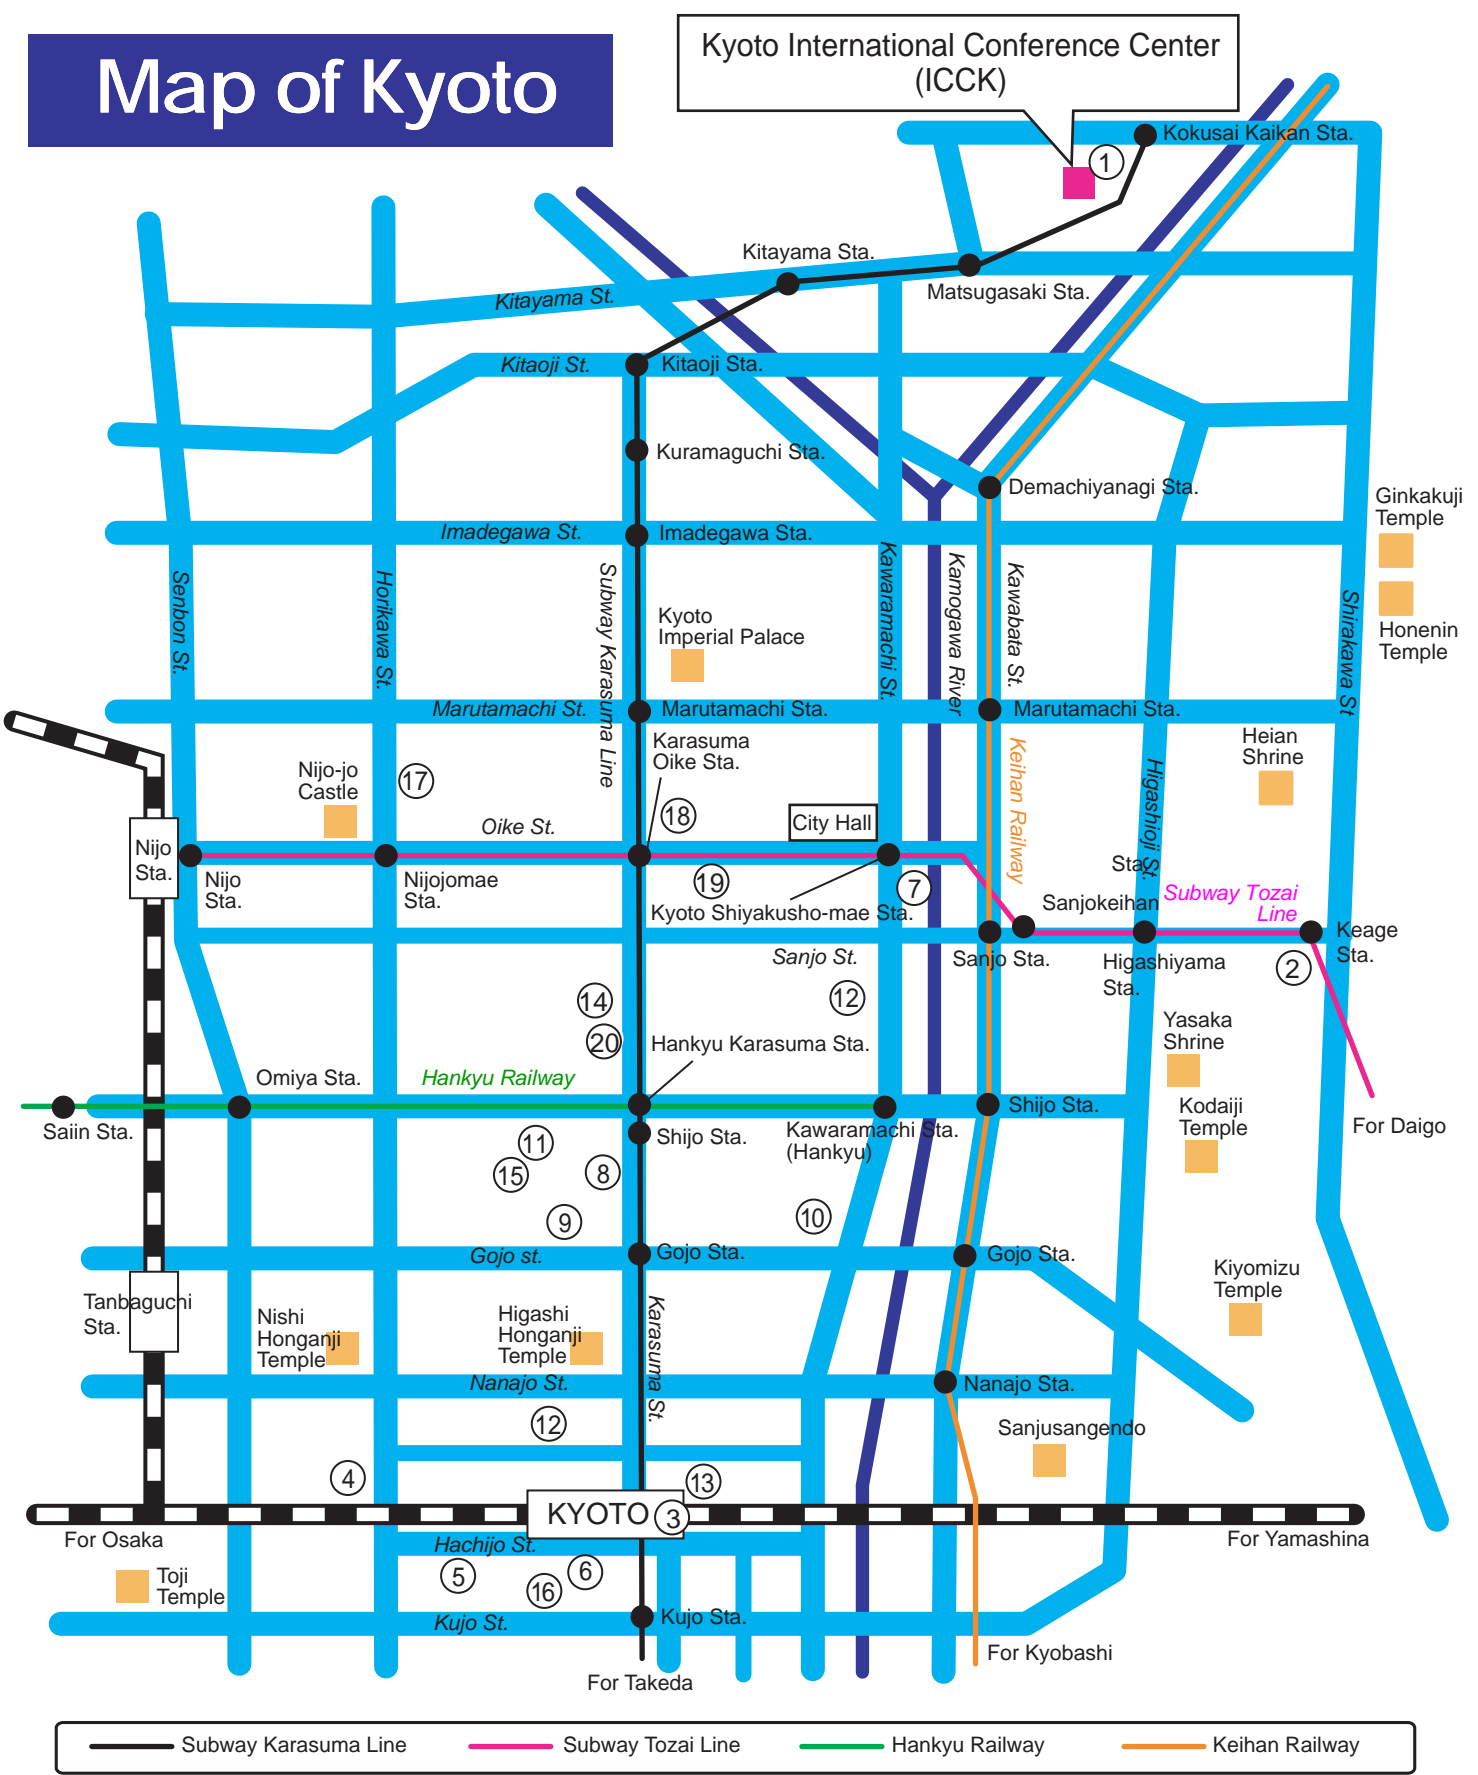 Map of Kyoto
Kyoto International Conference Center
(ICCK)
Kokusai Kaikan Sta.
1
Kitayama Sta.
Matsugasaki Sta.
Kitayama St.
Kitaoji St.
Kitaoji Sta.
Kuramaguchi Sta.
Demachiyanagi Sta.
Ginkakuji
Temple
Imadegawa St.
Imadegawa Sta.
Senbon St.
Horikawa St.
Subway Karasuma Line
Kawaramachi St.
Kamogawa River
Kawabata St.
Shirakawa St
Honenin
Temple
Kyoto
Imperial Palace
Marutamachi St.
Marutamachi Sta.
Marutamachi Sta.
Karasuma
Oike Sta.
Keihan Railway
Higashioji St.
Heian
Shrine
Nijo-jo
Castle
17
18
City Hall
Oike St.
Nijo
Sta.
Nijo
Sta.
Nijojomae
Sta.
19
7
Kyoto Shiyakusho-mae Sta.
Sta.
Sanjokeihan
Subway Tozai
Line
Keage
Sta.
Sanjo St.
Sanjo Sta.
Higashiyama
Sta.
2
14
12
20
Yasaka
Shrine
Hankyu Karasuma Sta.
Omiya Sta.
Hankyu Railway
Saiin Sta.
Shijo Sta.
Kawaramachi Sta.
(Hankyu)
Shijo Sta.
Kodaiji
Temple
For Daigo
11
15
8
9
10
Gojo st.
Gojo Sta.
Gojo Sta.
Kiyomizu
Temple
Tanbaguchi
Sta.
Nishi
Honganji
Temple
Higashi
Honganji
Temple
Karasuma St.
Nanajo St.
Nanajo Sta.
12
Sanjusangendo
4
13
KYOTO
3
For Osaka
For Yamashina
Hachijo St.
5
16
6
Toji
Temple
Kujo St.
Kujo Sta.
For Kyobashi
For Takeda
Subway Karasuma Line
Subway Tozai Line
Hankyu Railway
Keihan Railway